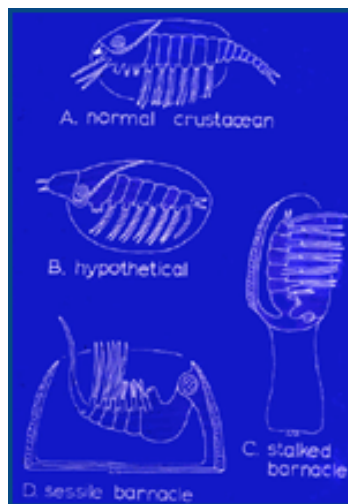 A. normal crustacean
B. hypothetical
C. stalked
barnacle
D. sessile barnacle